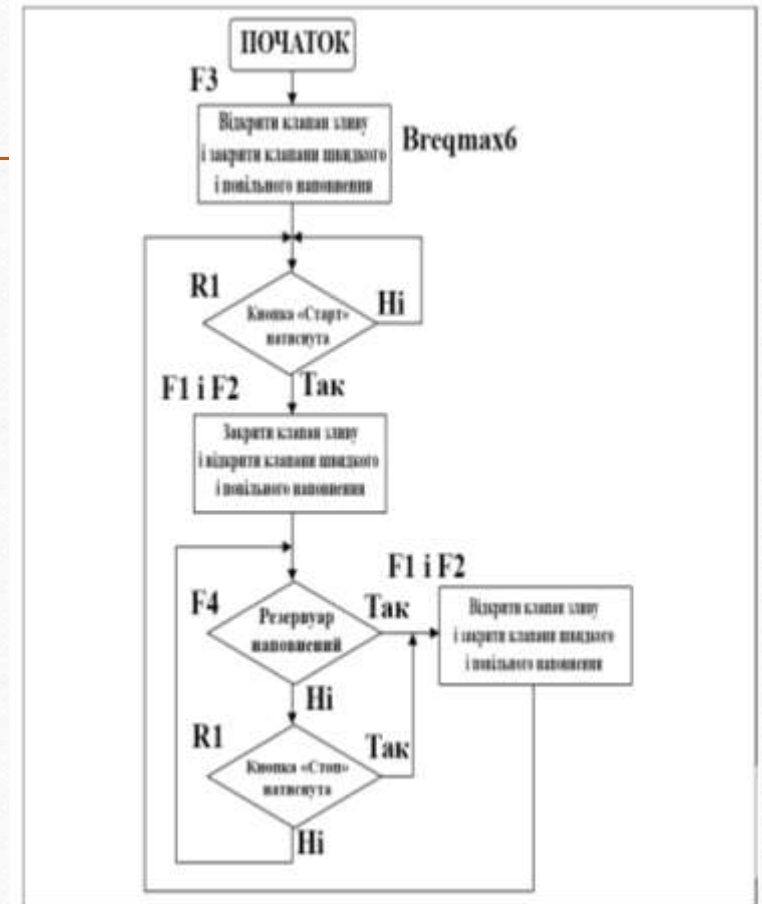 ПОЧАТОК
F3
Відкрити клапан зливу
і закрити клапани швидкого
і повільного наповнення
Breqmax6
R1
Кнопка «Старт»
натиснута
Ні
F1 і F2
Так
Закрити клапан зливу
і відкрити клапани швидкого
і повільного наповнення
F1 і F2
F4
Резервуар
наповнений
Так
Відкрити клапан зливу
і закрити клапани швидкого
і повільного наповнення
Ні
R1
Кнопка «Стоп»
натиснута
Так
Ні